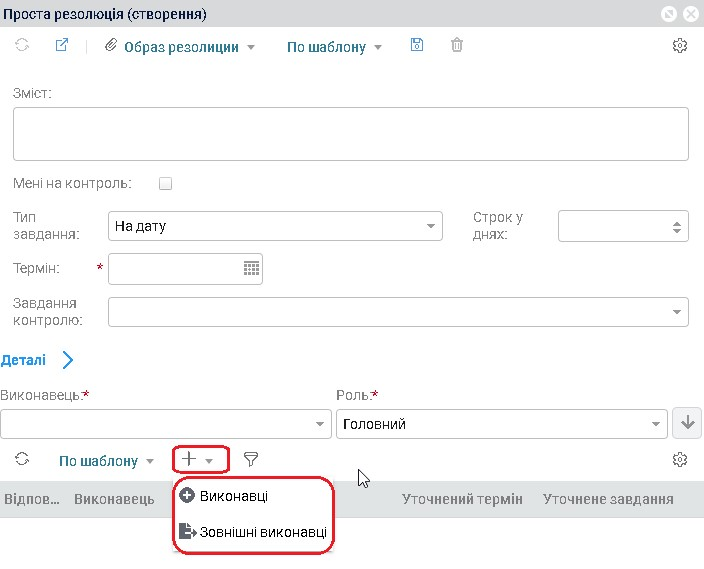 Проста резолюція (створення)
Образ резолиции По шаблону
Зміст:
Мені на контроль:
Тип завдання: На дату Строк у днях:
Термін: *
Завдання контролю:
Деталі
Виконавець:* Роль:*
Головний
По шаблону
Відпов... Виконавець Уточнений термін Уточнене завдання
Виконавці
Зовнішні виконавці